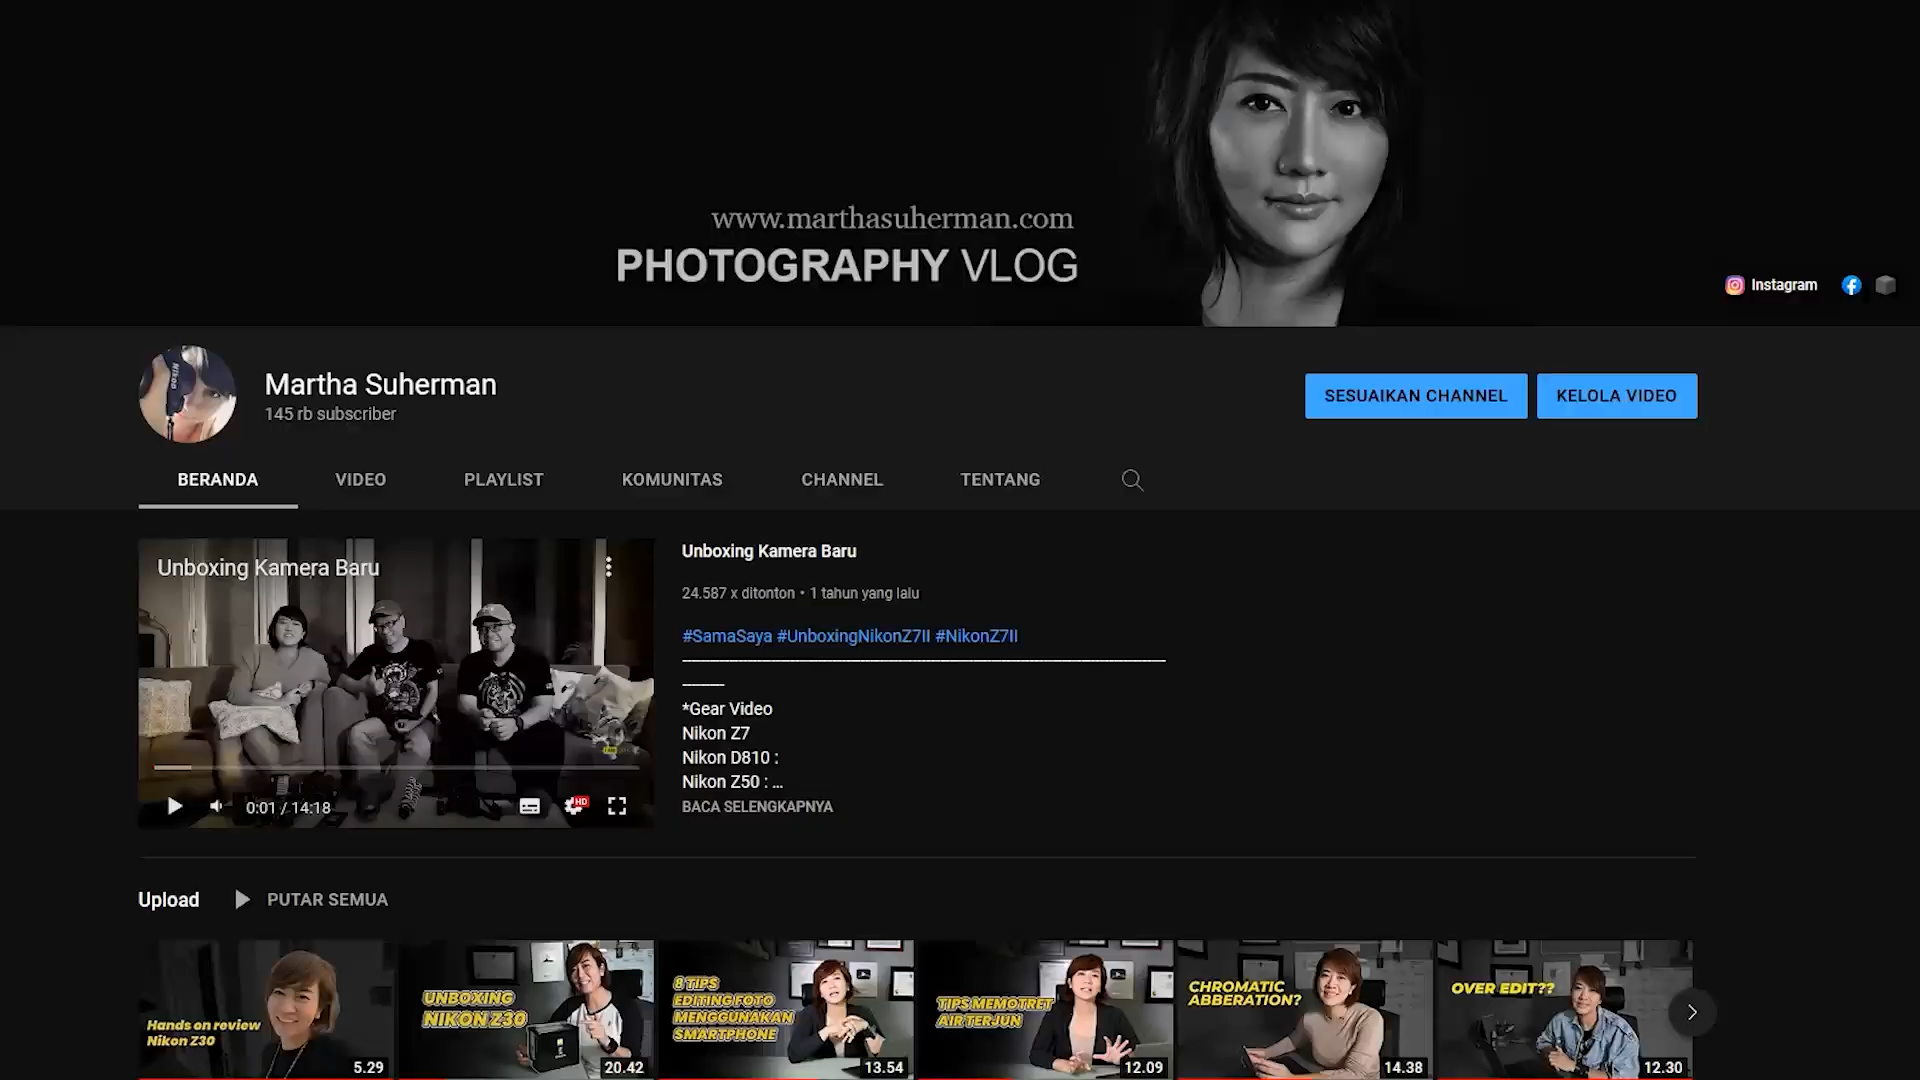 www.marthasuherman.com
PHOTOGRAPHY VLOG
Instagram
Martha Suherman
145 rb subscriber
SESUAIKAN CHANNEL
KELOLA VIDEO
BERANDA
VIDEO
PLAYLIST
KOMUNITAS
CHANNEL
TENTANG
Unboxing Kamera Baru
HD
0:01 / 14:18
Unboxing Kamera Baru
24.587 x ditonton • 1 tahun yang lalu
#SamaSaya #UnboxingNikonZ7II #NikonZ7II
*Gear Video
Nikon Z7
Nikon D810 :
Nikon Z50 : ...
BACA SELENGKAPNYA
Upload
PUTAR SEMUA
Hands on review
Nikon Z30
5.29
UNBOXING
NIKON Z30
20.42
8 TIPS
EDITING FOTO
MENGGUNAKAN
SMARTPHONE
13.54
TIPS MEMOTRET
AIR TERJUN
12.09
CHROMATIC
ABBERATION?
14.38
OVER EDIT??
12.30